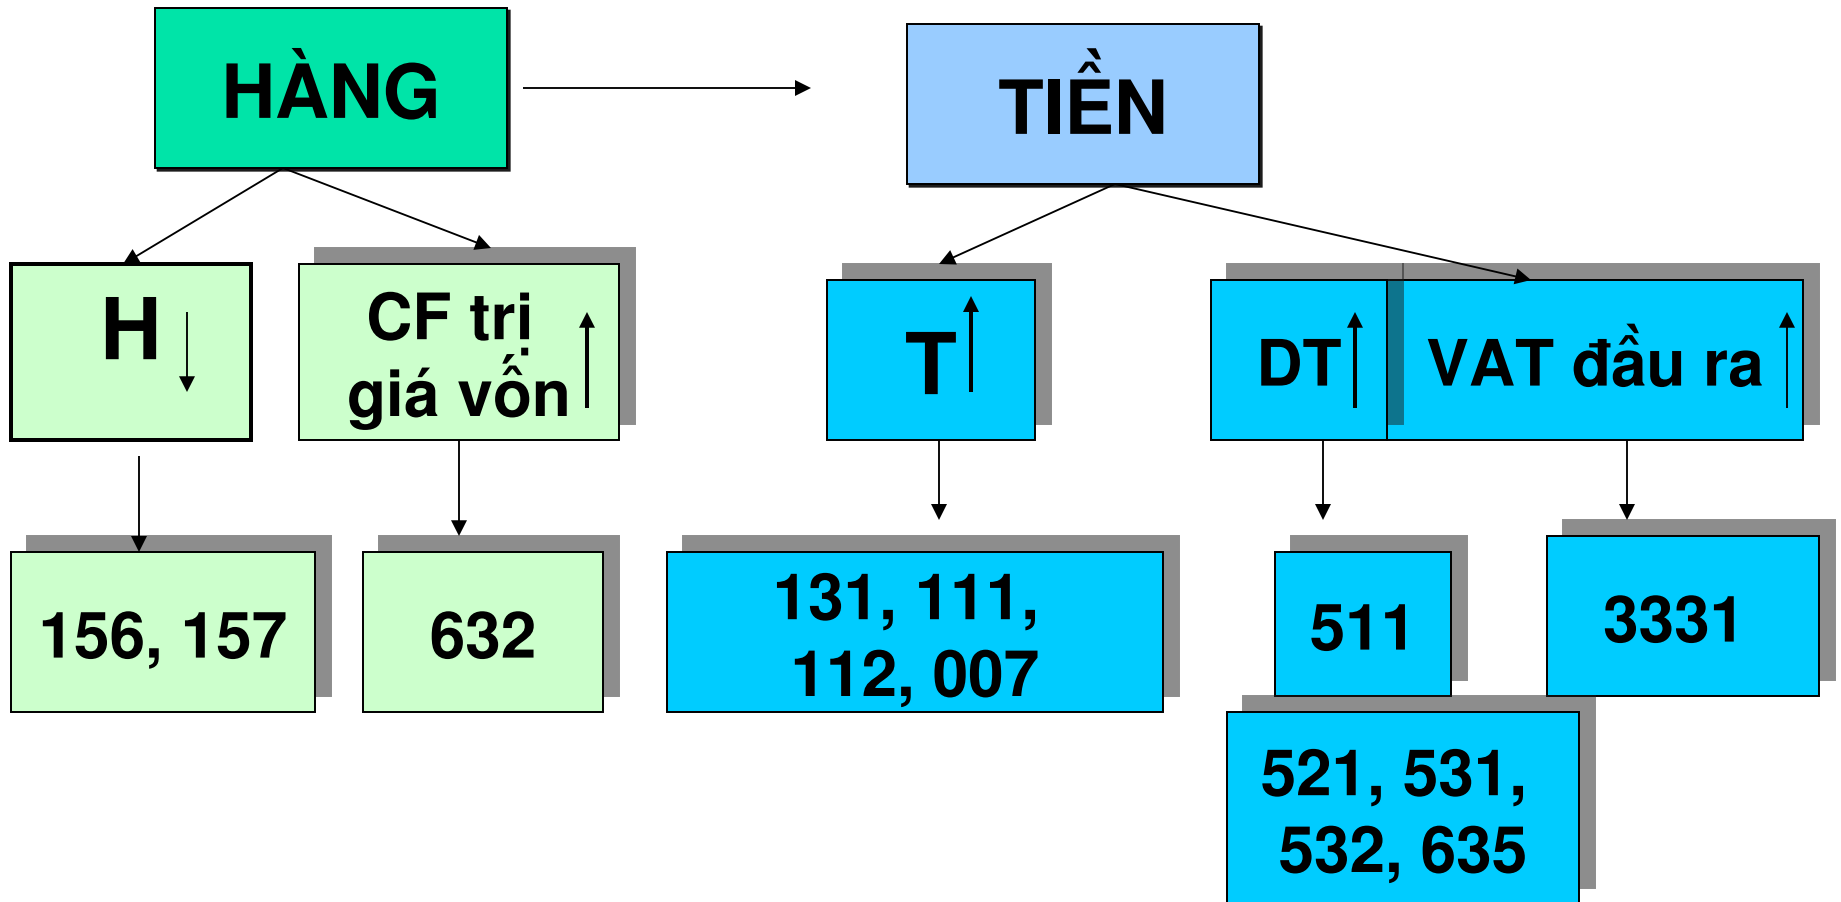 HÀNG
TIỀN
H
CF trị
giá vốn
T
DT
VAT đầu ra
156, 157
632
131, 111,
112, 007
511
3331
521, 531,
532, 635